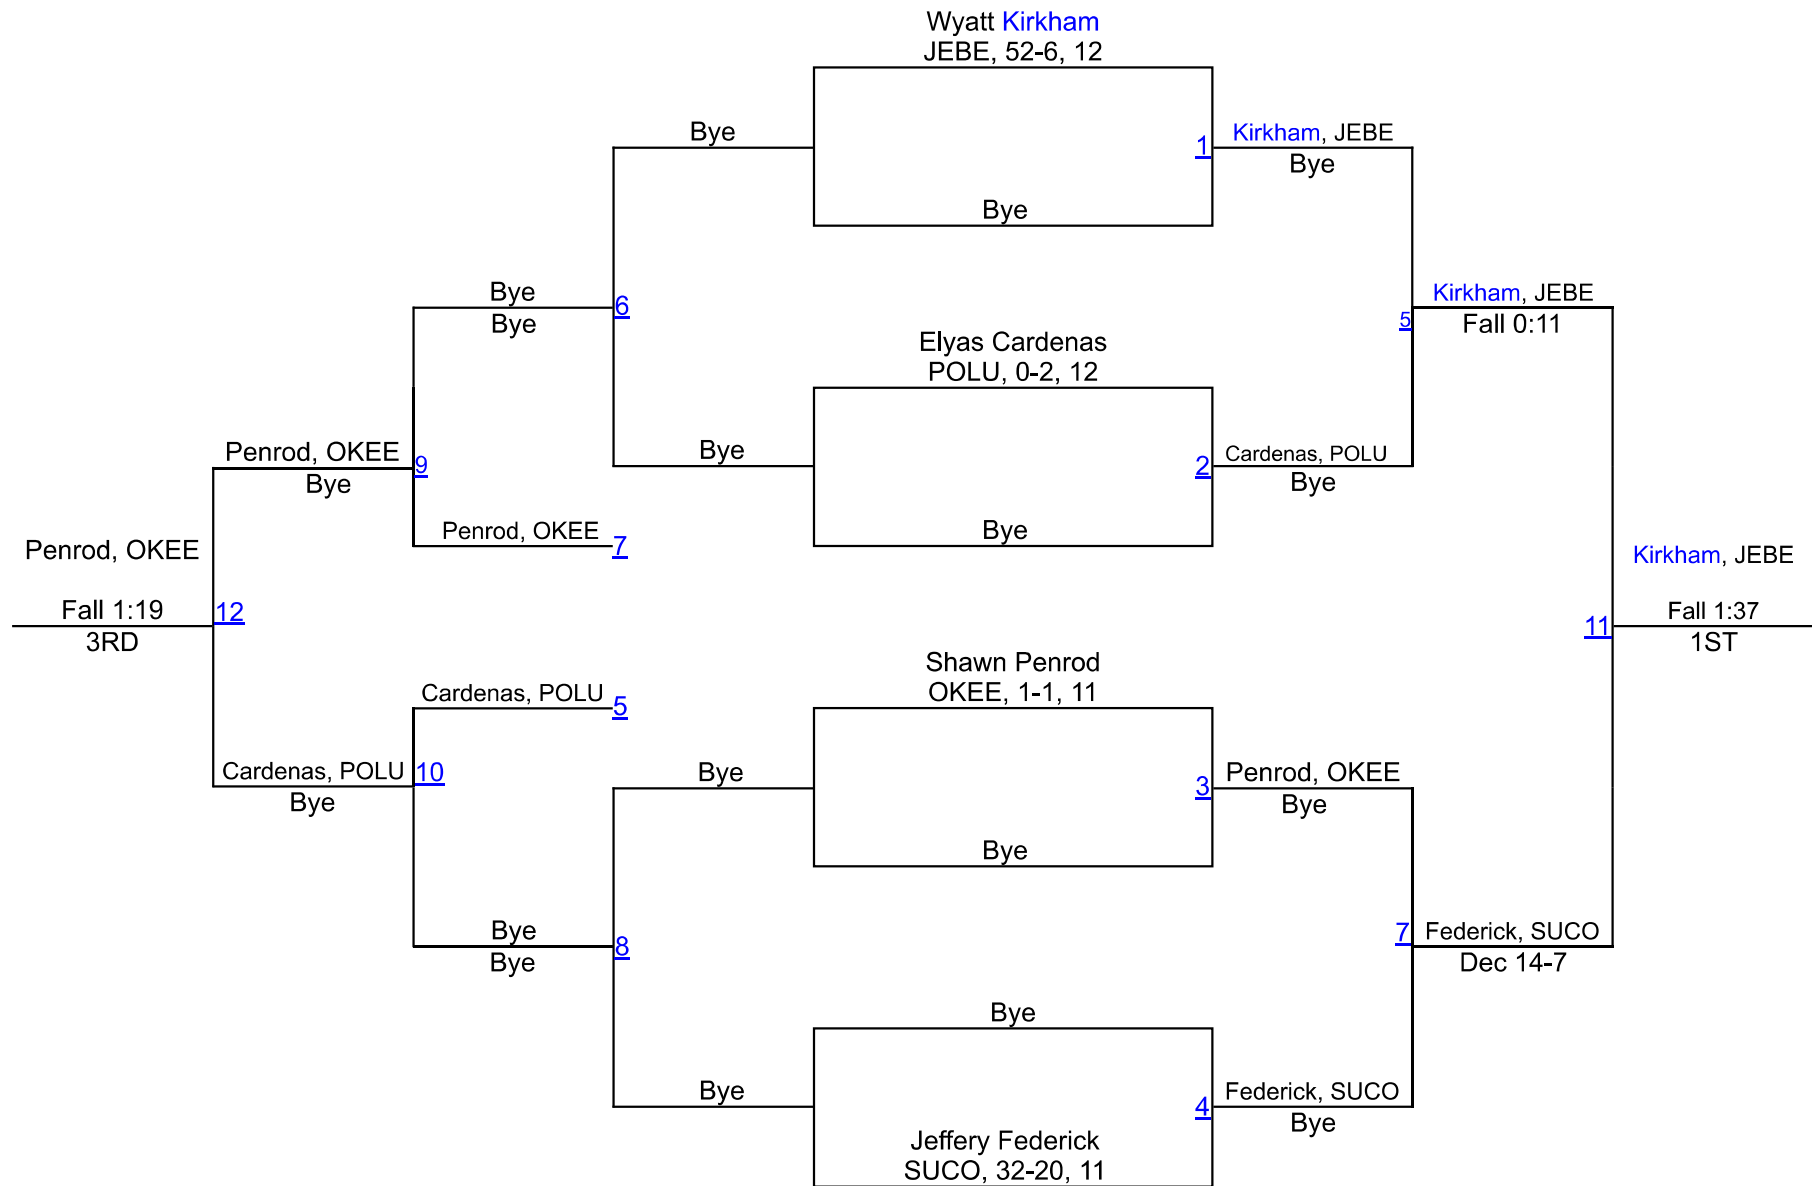 Wyatt Kirkham
JEBE, 52-6, 12
Bye
1
Kirkham, JEBE
Bye
Bye
Bye
Bye
6
Kirkham, JEBE
5
Fall 0:11
Elyas Cardenas
POLU, 0-2, 12
Penrod, OKEE
9
Bye
Bye
2
Cardenas, POLU
Bye
Penrod, OKEE
7
Bye
Penrod, OKEE
Fall 1:19
12
3RD
Kirkham, JEBE
11
Fall 1:37
1ST
Shawn Penrod
OKEE, 1-1, 11
Cardenas, POLU
5
Cardenas, POLU
10
Bye
Bye
3
Penrod, OKEE
Bye
Bye
Bye
8
Bye
7
Federick, SUCO
Dec 14-7
Bye
Bye
4
Federick, SUCO
Bye
Jeffery Federick
SUCO, 32-20, 11